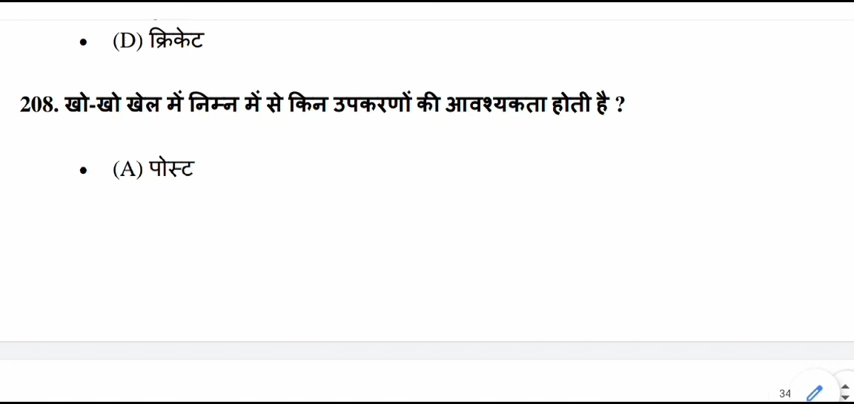 • (D) क्रिकेट
208. खो-खो खेल में निम्न में से किन उपकरणों की आवश्यकता होती है ?
• (A) पोस्ट
34